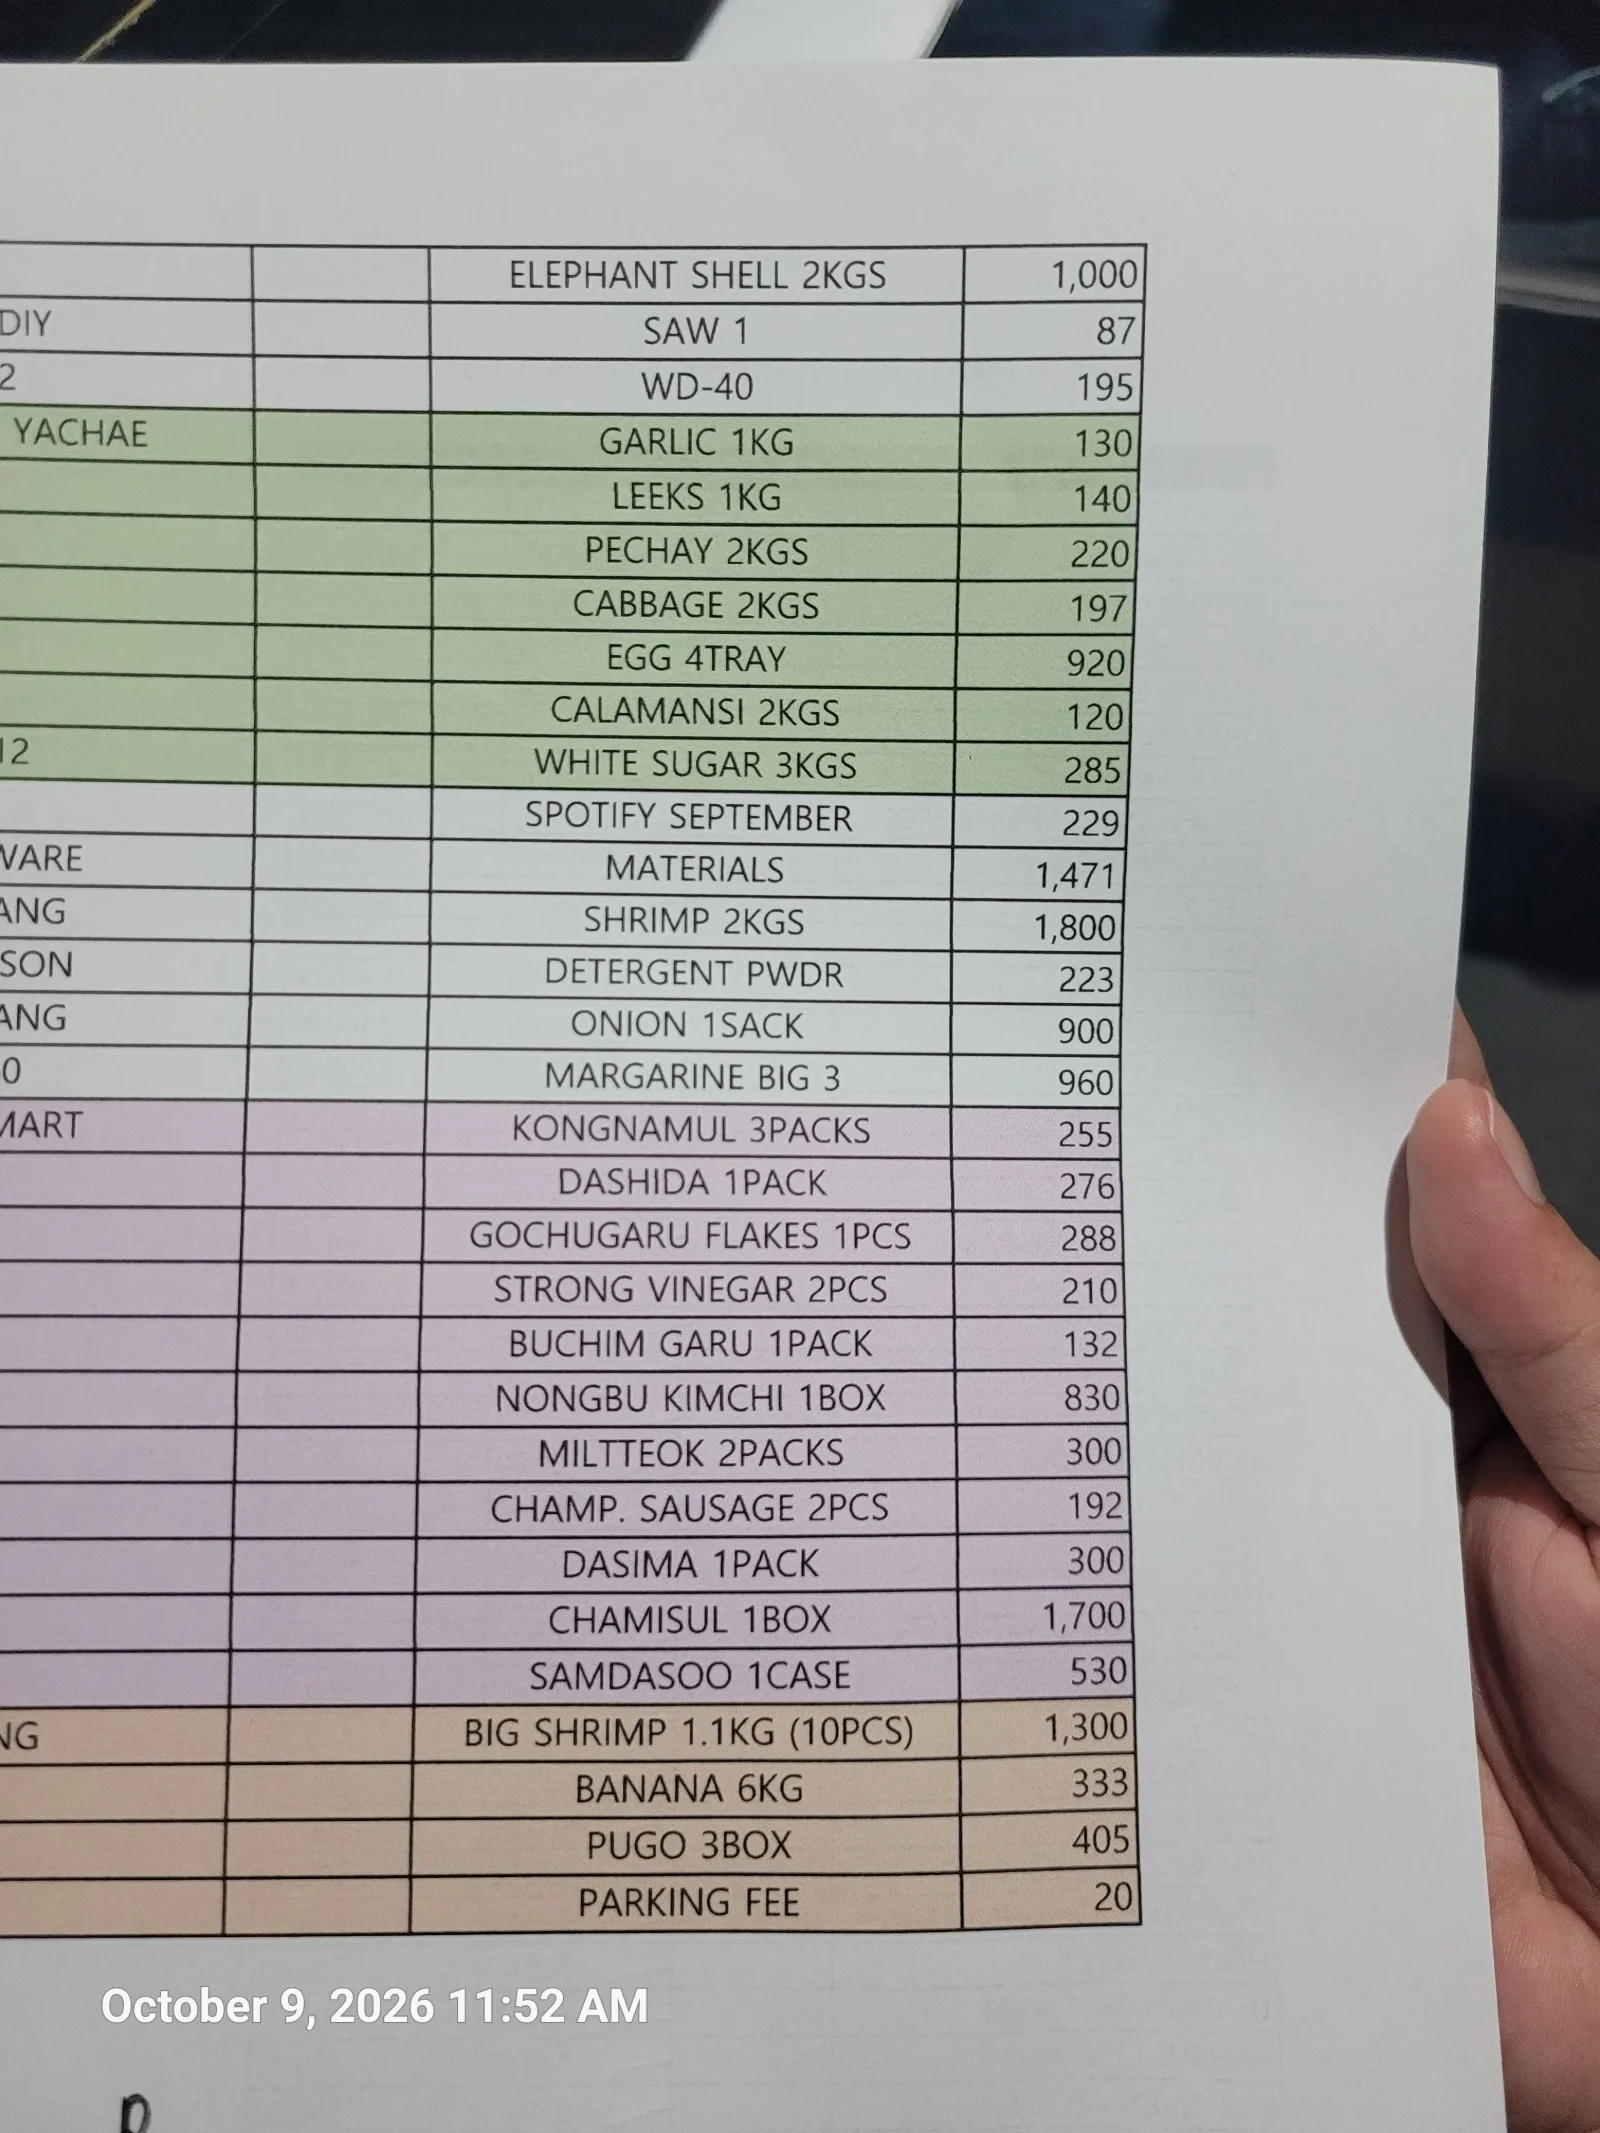 ELEPHANT SHELL 2KGS 1,000
DIY SAW 1 87
2 WD-40 195
YACHAE GARLIC 1KG 130
LEEKS 1KG 140
PECHAY 2KGS 220
CABBAGE 2KGS 197
EGG 4TRAY 920
CALAMANSI 2KGS 120
12 WHITE SUGAR 3KGS 285
SPOTIFY SEPTEMBER 229
WARE MATERIALS 1,471
ANG SHRIMP 2KGS 1,800
SON DETERGENT PWDR 223
ANG ONION 1SACK 900
0 MARGARINE BIG 3 960
MART KONGNAMUL 3PACKS 255
DASHIDA 1PACK 276
GOCHUGARU FLAKES 1PCS 288
STRONG VINEGAR 2PCS 210
BUCHIM GARU 1PACK 132
NONGBU KIMCHI 1BOX 830
MILTTEOK 2PACKS 300
CHAMP. SAUSAGE 2PCS 192
DASIMA 1PACK 300
CHAMISUL 1BOX 1,700
SAMDASOO 1CASE 530
NG BIG SHRIMP 1.1KG (10PCS) 1,300
BANANA 6KG 333
PUGO 3BOX 405
PARKING FEE 20
October 9, 2026 11:52 AM